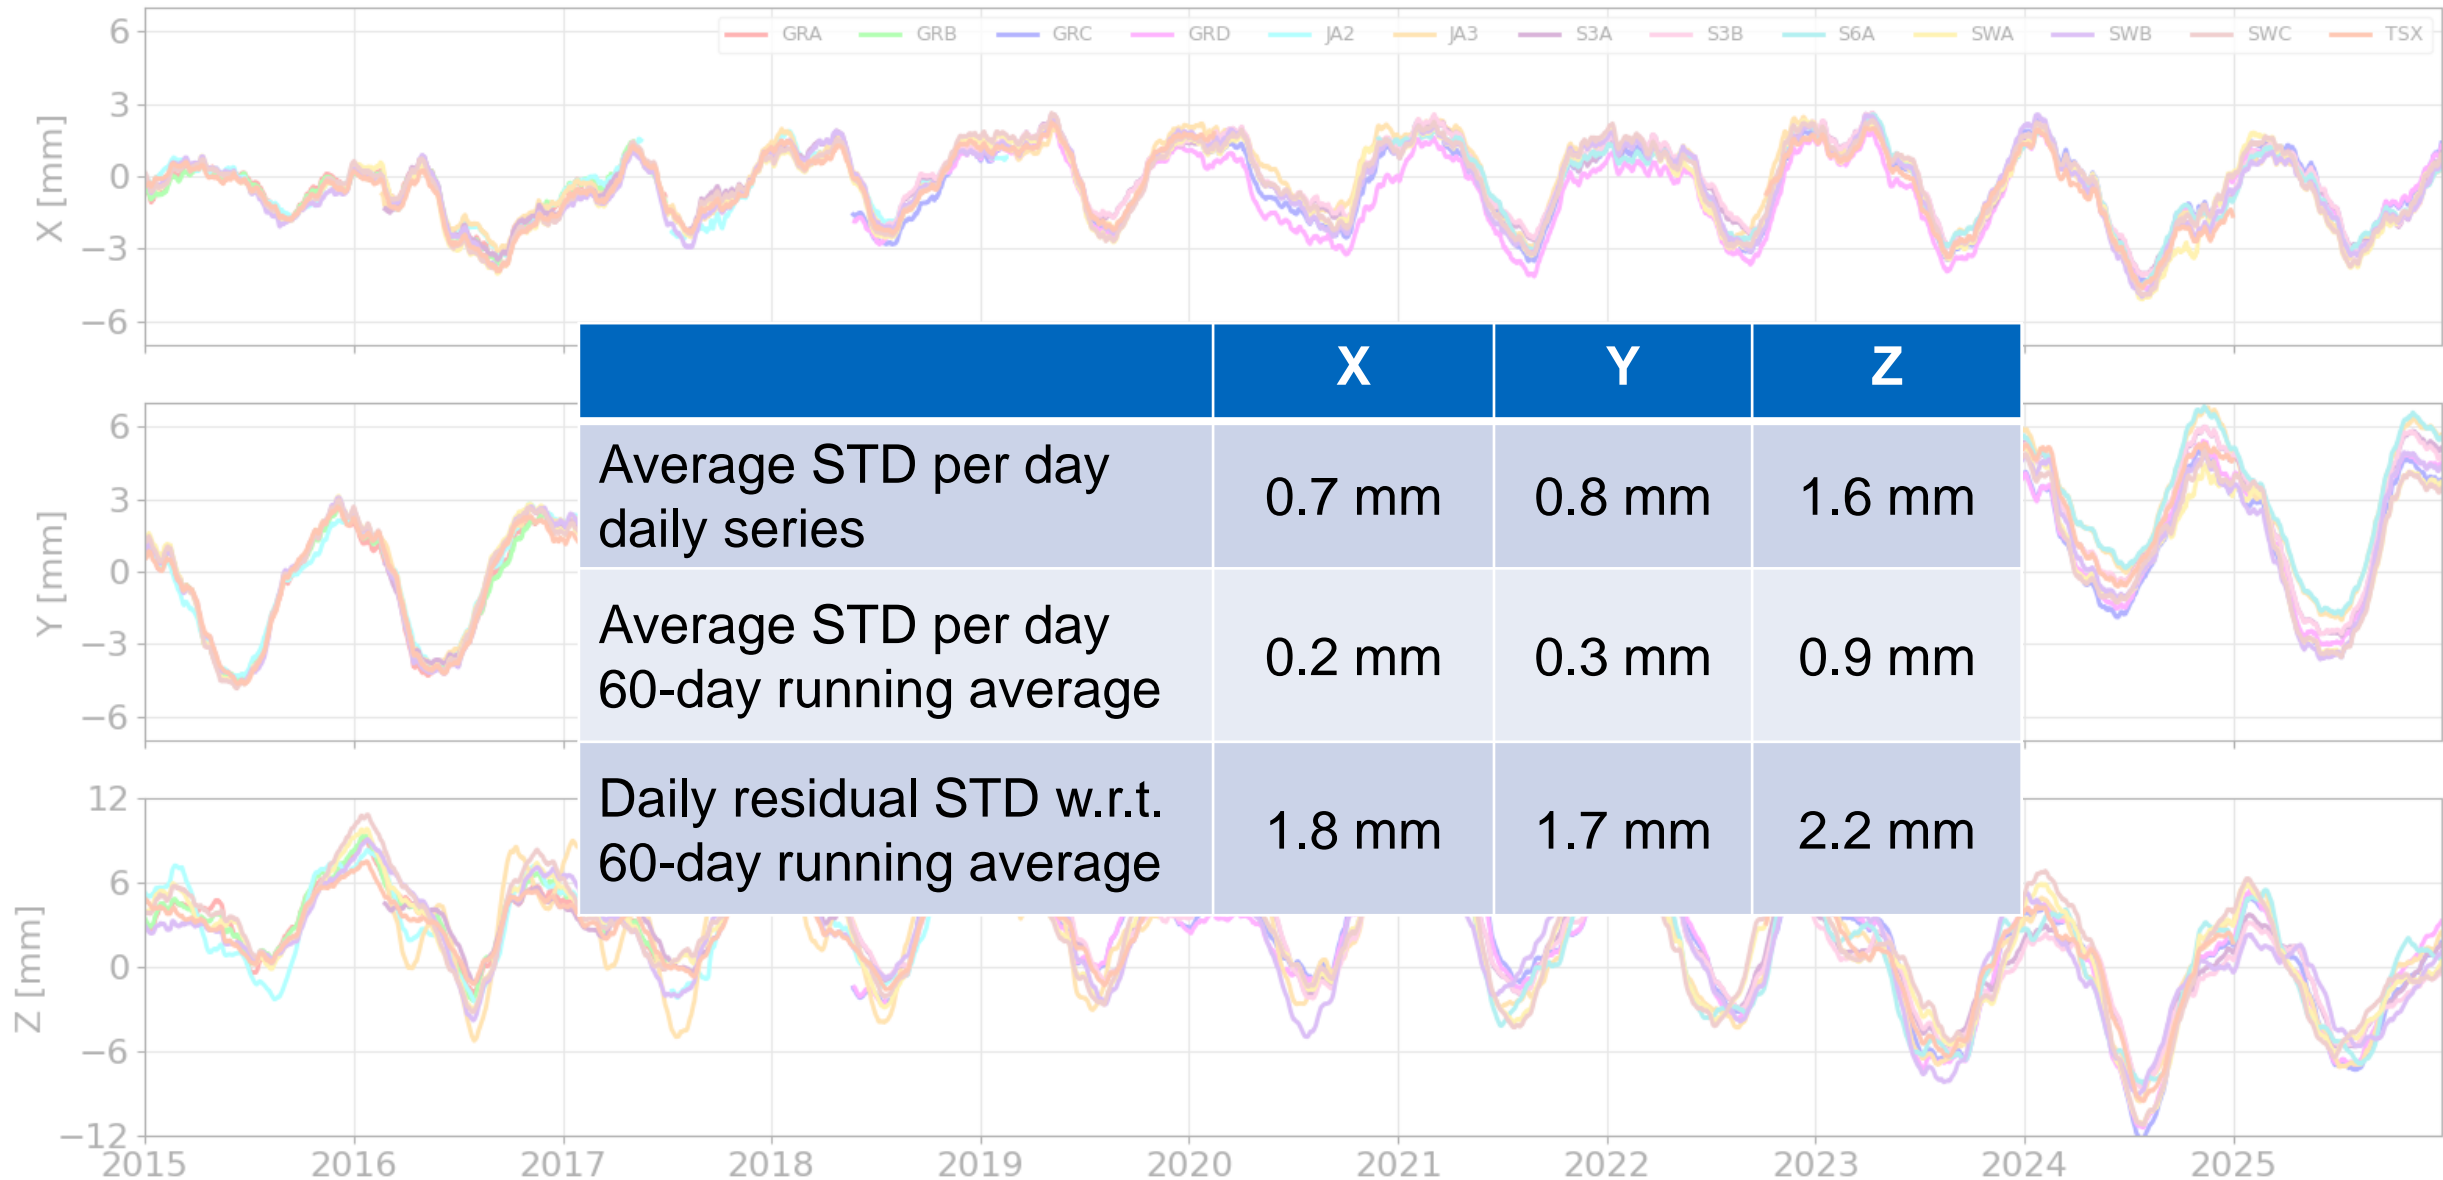 6
GRA GRB GRC GRD JA2 JA3 S3A S3B S6A SWA SWB SWC TSX
3
0
−3
−6
X [mm]
X Y Z
Average STD per day
daily series
0.7 mm 0.8 mm 1.6 mm
Average STD per day
60-day running average
0.2 mm 0.3 mm 0.9 mm
Daily residual STD w.r.t.
60-day running average
1.8 mm 1.7 mm 2.2 mm
6
3
0
−3
−6
Y [mm]
12
6
0
−6
−12
Z [mm]
2015 2016 2017 2018 2019 2020 2021 2022 2023 2024 2025